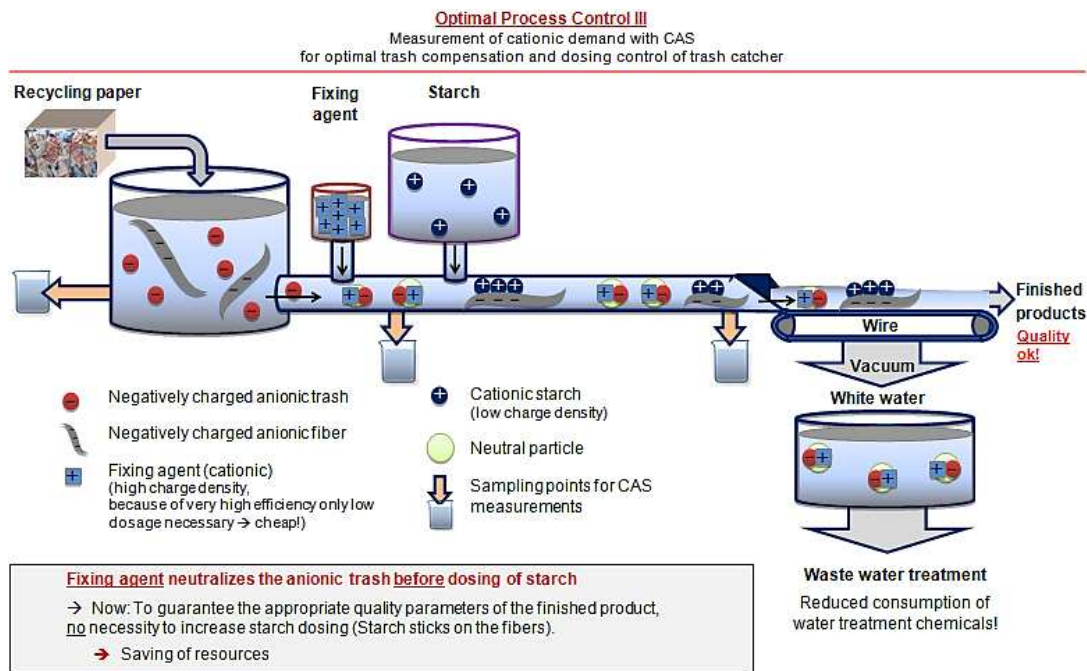 Optimal Process Control III
Measurement of cationic demand with CAS
for optimal trash compensation and dosing control of trash catcher
Recycling paper
Fixing
agent
Starch
Finished
products
Quality
ok!
Wire
Vacuum
White water
Negatively charged anionic trash
Negatively charged anionic fiber
Fixing agent (cationic)
(high charge density,
because of very high efficiency only low
dosage necessary → cheap!)
Cationic starch
(low charge density)
Neutral particle
Sampling points for CAS
measurements
Waste water treatment
Reduced consumption of
water treatment chemicals!
Fixing agent neutralizes the anionic trash before dosing of starch
→ Now: To guarantee the appropriate quality parameters of the finished product,
no necessity to increase starch dosing (Starch sticks on the fibers).
→ Saving of resources